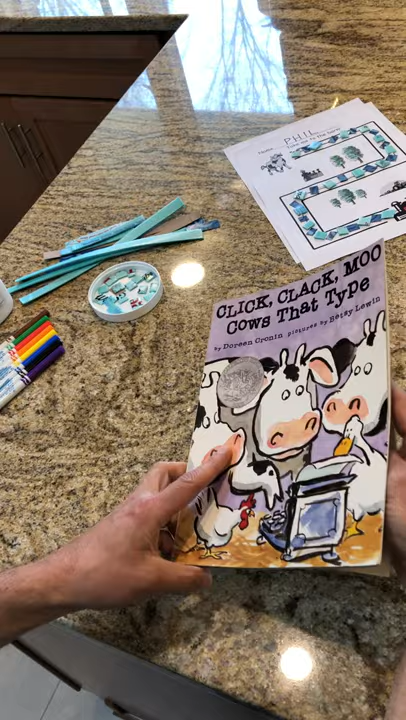 PHIL
CLICK, CLACK, MOO
Cows That Type
by Doreen Cronin pictures by Betsy Lewin